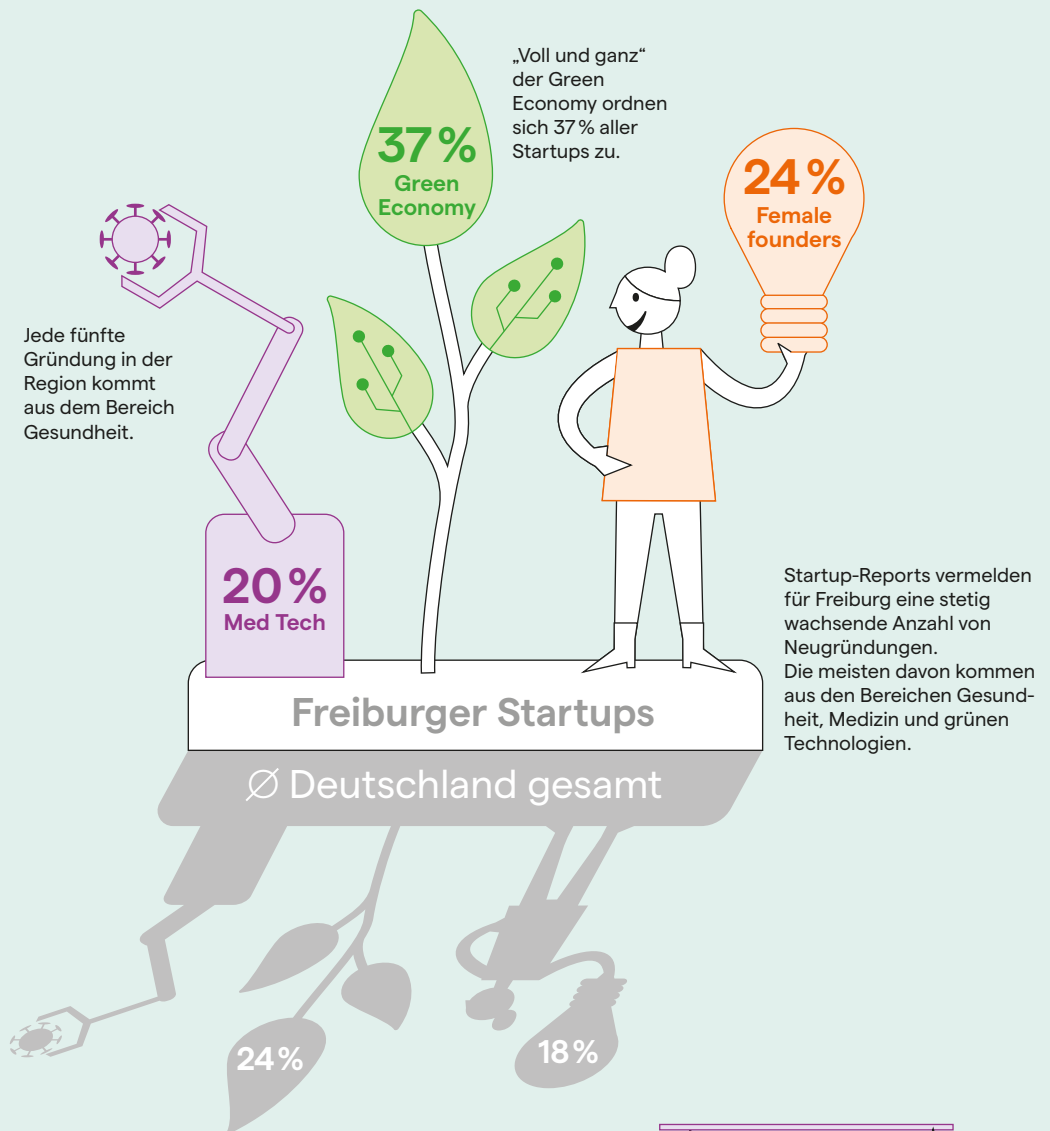 „Voll und ganz“
der Green
Economy ordnen
sich 37 % aller
Startups zu.
37 %
Green
Economy
24 %
Female
founders
Jede fünfte
Gründung in der
Region kommt
aus dem Bereich
Gesundheit.
20 %
Med Tech
Startup-Reports vermelden
für Freiburg eine stetig
wachsende Anzahl von
Neugründungen.
Die meisten davon kommen
aus den Bereichen Gesund-
heit, Medizin und grünen
Technologien.
Freiburger Startups
Ø Deutschland gesamt
24 %
18 %